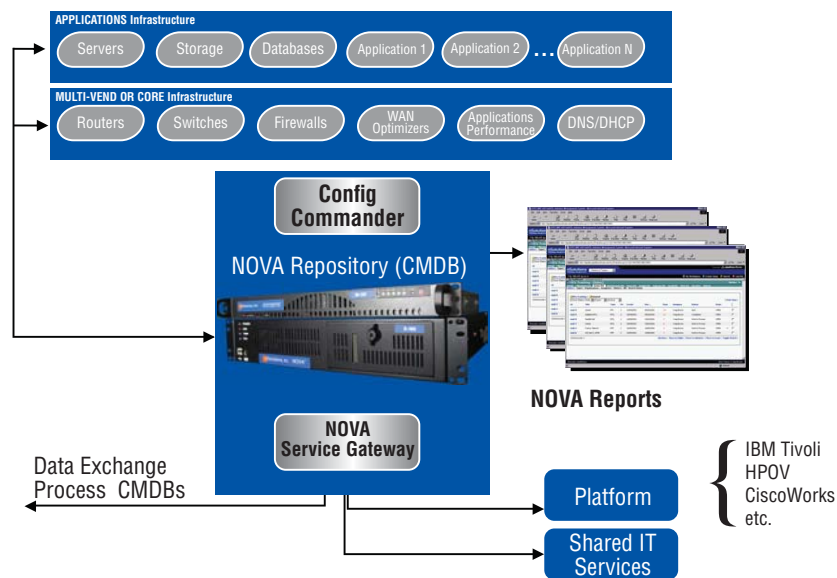 APPLICATIONS Infrastructure
Servers
Storage
Databases
Application 1
Application 2
...
Application N
MULTI-VEND OR CORE Infrastructure
Routers
Switches
Firewalls
WAN
Optimizers
Applications
Performance
DNS/DHCP
Config
Commander
NOVA Repository (CMDB)
NOVA Reports
NOVA
Service Gateway
Data Exchange
Process CMDBs
Platform
Shared IT
Services
IBM Tivoli
HPOV
CiscoWorks
etc.